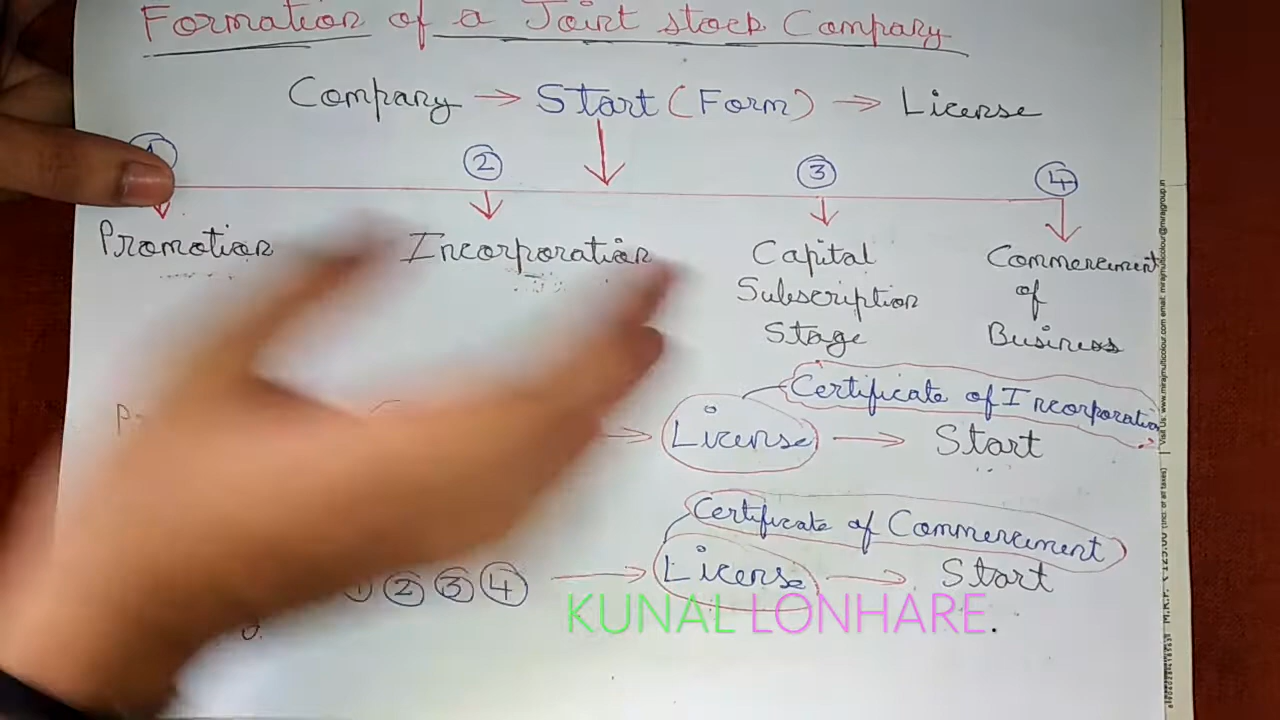 Formation of a Joint stock Company
Company → Start (Form) → License
② ③ ④
Promotion Incorporation Capital Subscription Stage Commencement of Business
Certificate of Incorporation
License → Start
Certificate of Commencement
② ③ ④ → License → Start
KUNAL LONHARE.